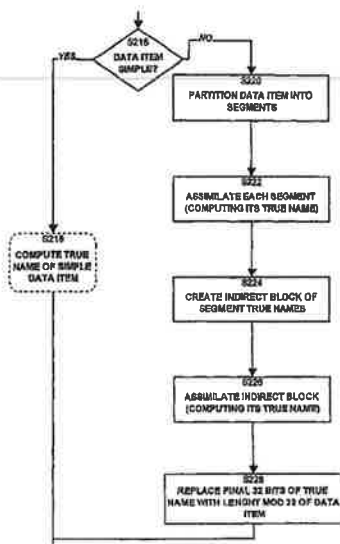 S216
DATA ITEM
SIMPLE?
YES
NO
S220
PARTITION DATA ITEM INTO
SEGMENTS
S222
ASSIMILATE EACH SEGMENT
(COMPUTING ITS TRUE NAME)
S218
COMPUTE TRUE
NAME OF SIMPLE
DATA ITEM
S224
CREATE INDIRECT BLOCK OF
SEGMENT TRUE NAMES
S226
ASSIMILATE INDIRECT BLOCK
(COMPUTING ITS TRUE NAME)
S228
REPLACE FINAL 32 BITS OF TRUE
NAME WITH LENGHT MOD 32 OF DATA
ITEM